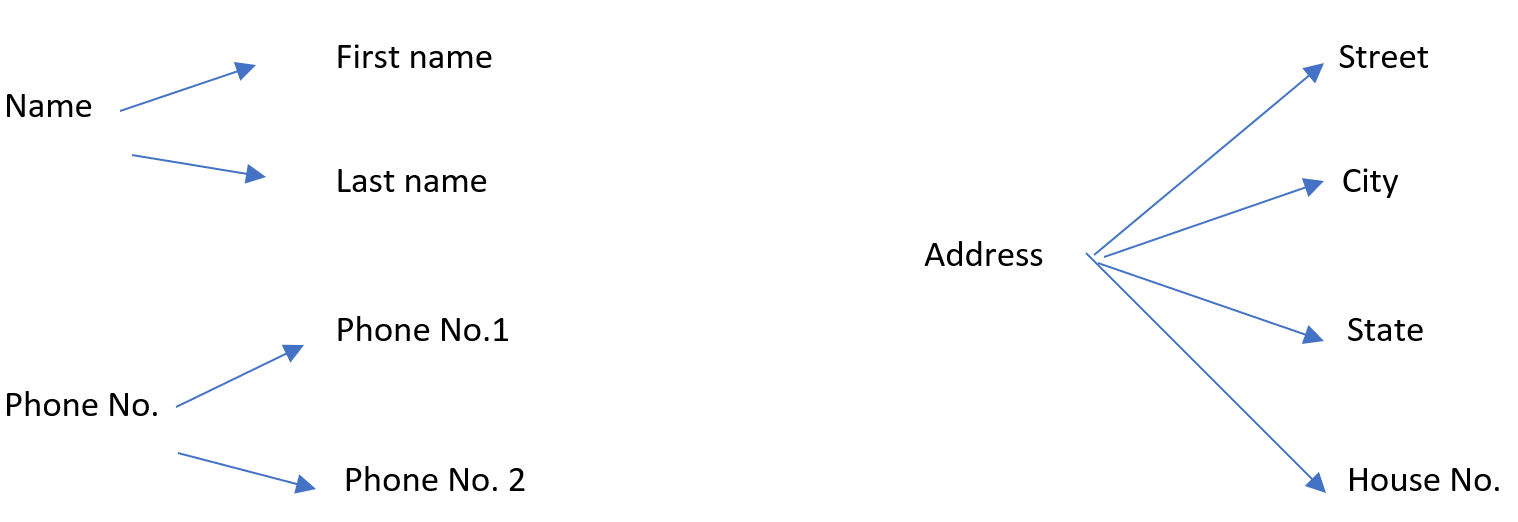 First name
Name
Last name
Phone No.1
Phone No.
Phone No. 2
Street
City
Address
State
House No.